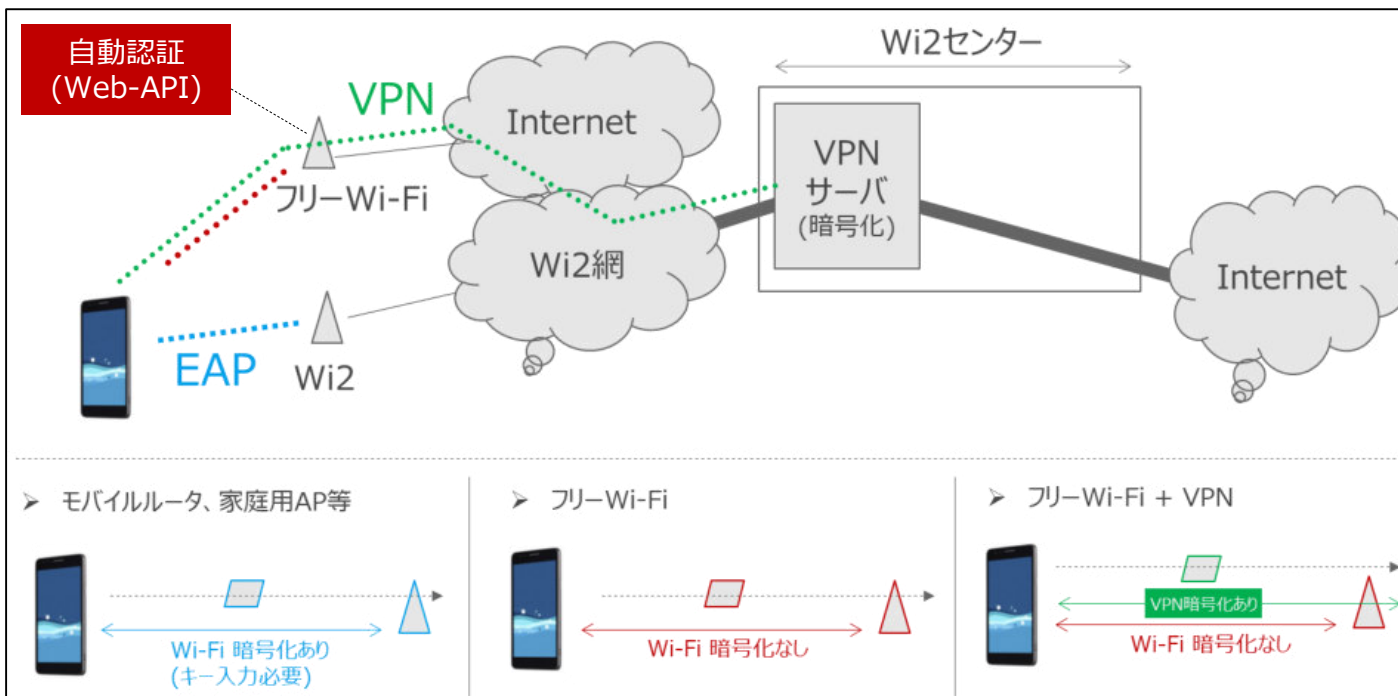 自動認証
(Web-API)
VPN
Internet
フリーWi-Fi
Wi2センター
VPN
サーバ
(暗号化)
Wi2網
Internet
EAP
Wi2
➢ モバイルルータ、家庭用AP等
Wi-Fi 暗号化あり
(キー入力必要)
➢ フリーWi-Fi
Wi-Fi 暗号化なし
➢ フリーWi-Fi + VPN
VPN暗号化あり
Wi-Fi 暗号化なし